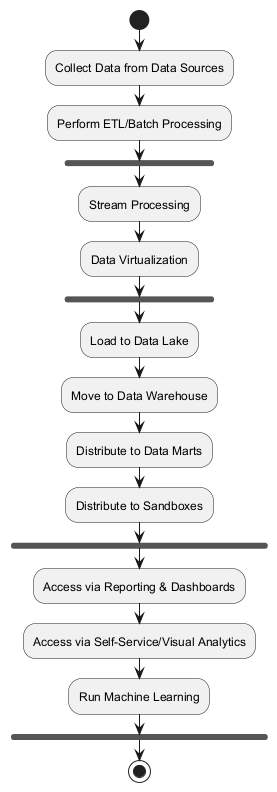 Collect Data from Data Sources
Perform ETL/Batch Processing
Stream Processing
Data Virtualization
Load to Data Lake
Move to Data Warehouse
Distribute to Data Marts
Distribute to Sandboxes
Access via Reporting & Dashboards
Access via Self-Service/Visual Analytics
Run Machine Learning